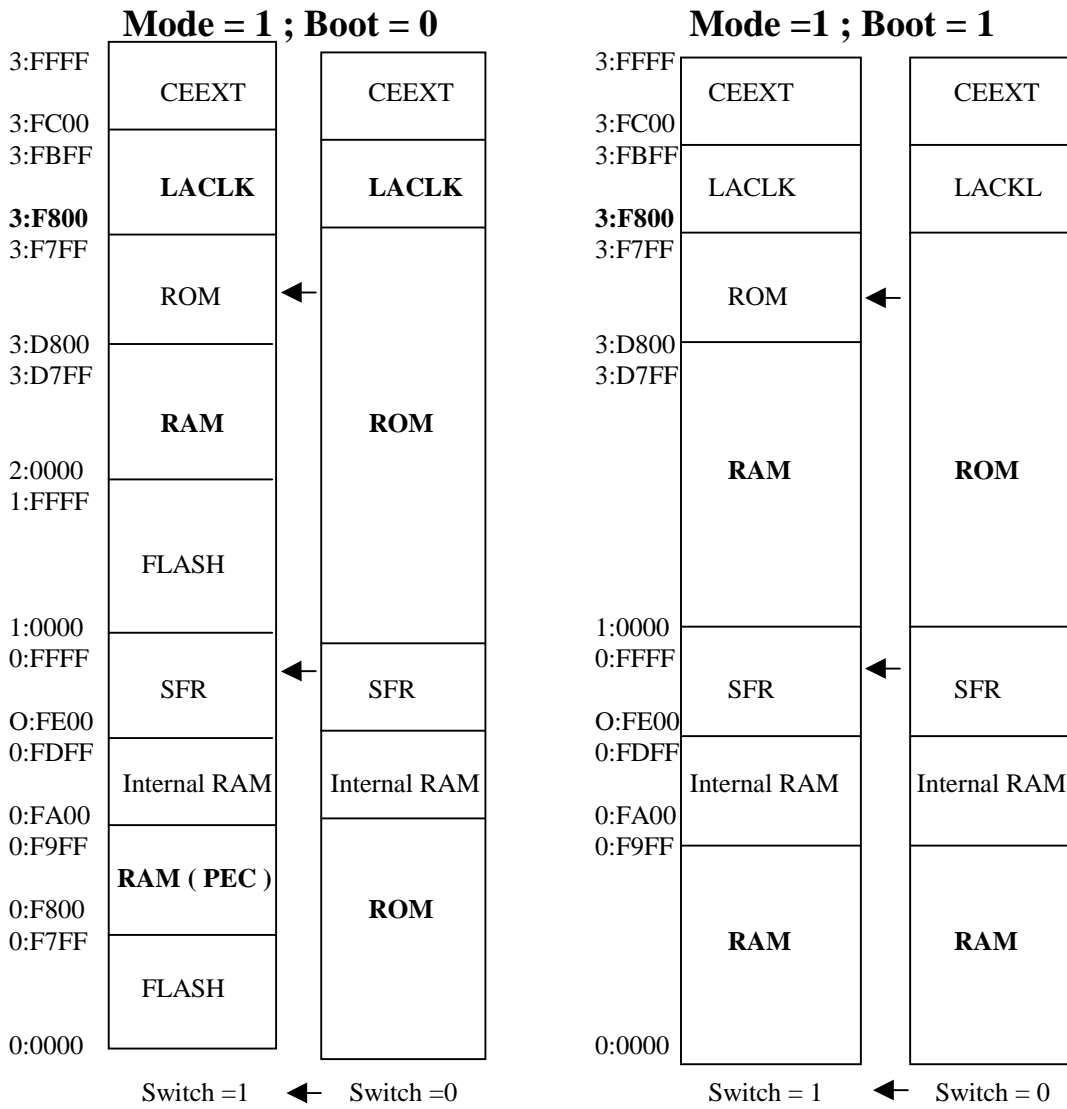 Mode = 1 ; Boot = 0
3:FFFF
CEEXT
CEEXT
3:FC00
3:FBFF
LACLK
LACLK
3:F800
3:F7FF
ROM
3:D800
3:D7FF
RAM
ROM
2:0000
1:FFFF
FLASH
1:0000
0:FFFF
SFR
SFR
O:FE00
0:FDFF
Internal RAM
Internal RAM
0:FA00
0:F9FF
RAM ( PEC )
ROM
0:F800
0:F7FF
FLASH
0:0000
Switch =1
Switch =0
Mode =1 ; Boot = 1
3:FFFF
CEEXT
CEEXT
3:FC00
3:FBFF
LACLK
LACKL
3:F800
3:F7FF
ROM
3:D800
3:D7FF
RAM
ROM
1:0000
0:FFFF
SFR
SFR
O:FE00
0:FDFF
Internal RAM
Internal RAM
0:FA00
0:F9FF
RAM
RAM
0:0000
Switch = 1
Switch = 0